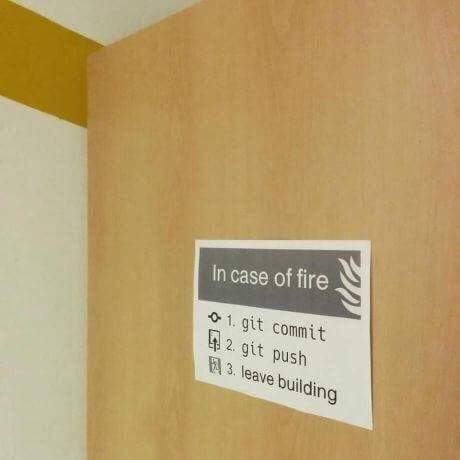 In case of fire
1. git commit
2. git push
3. leave building